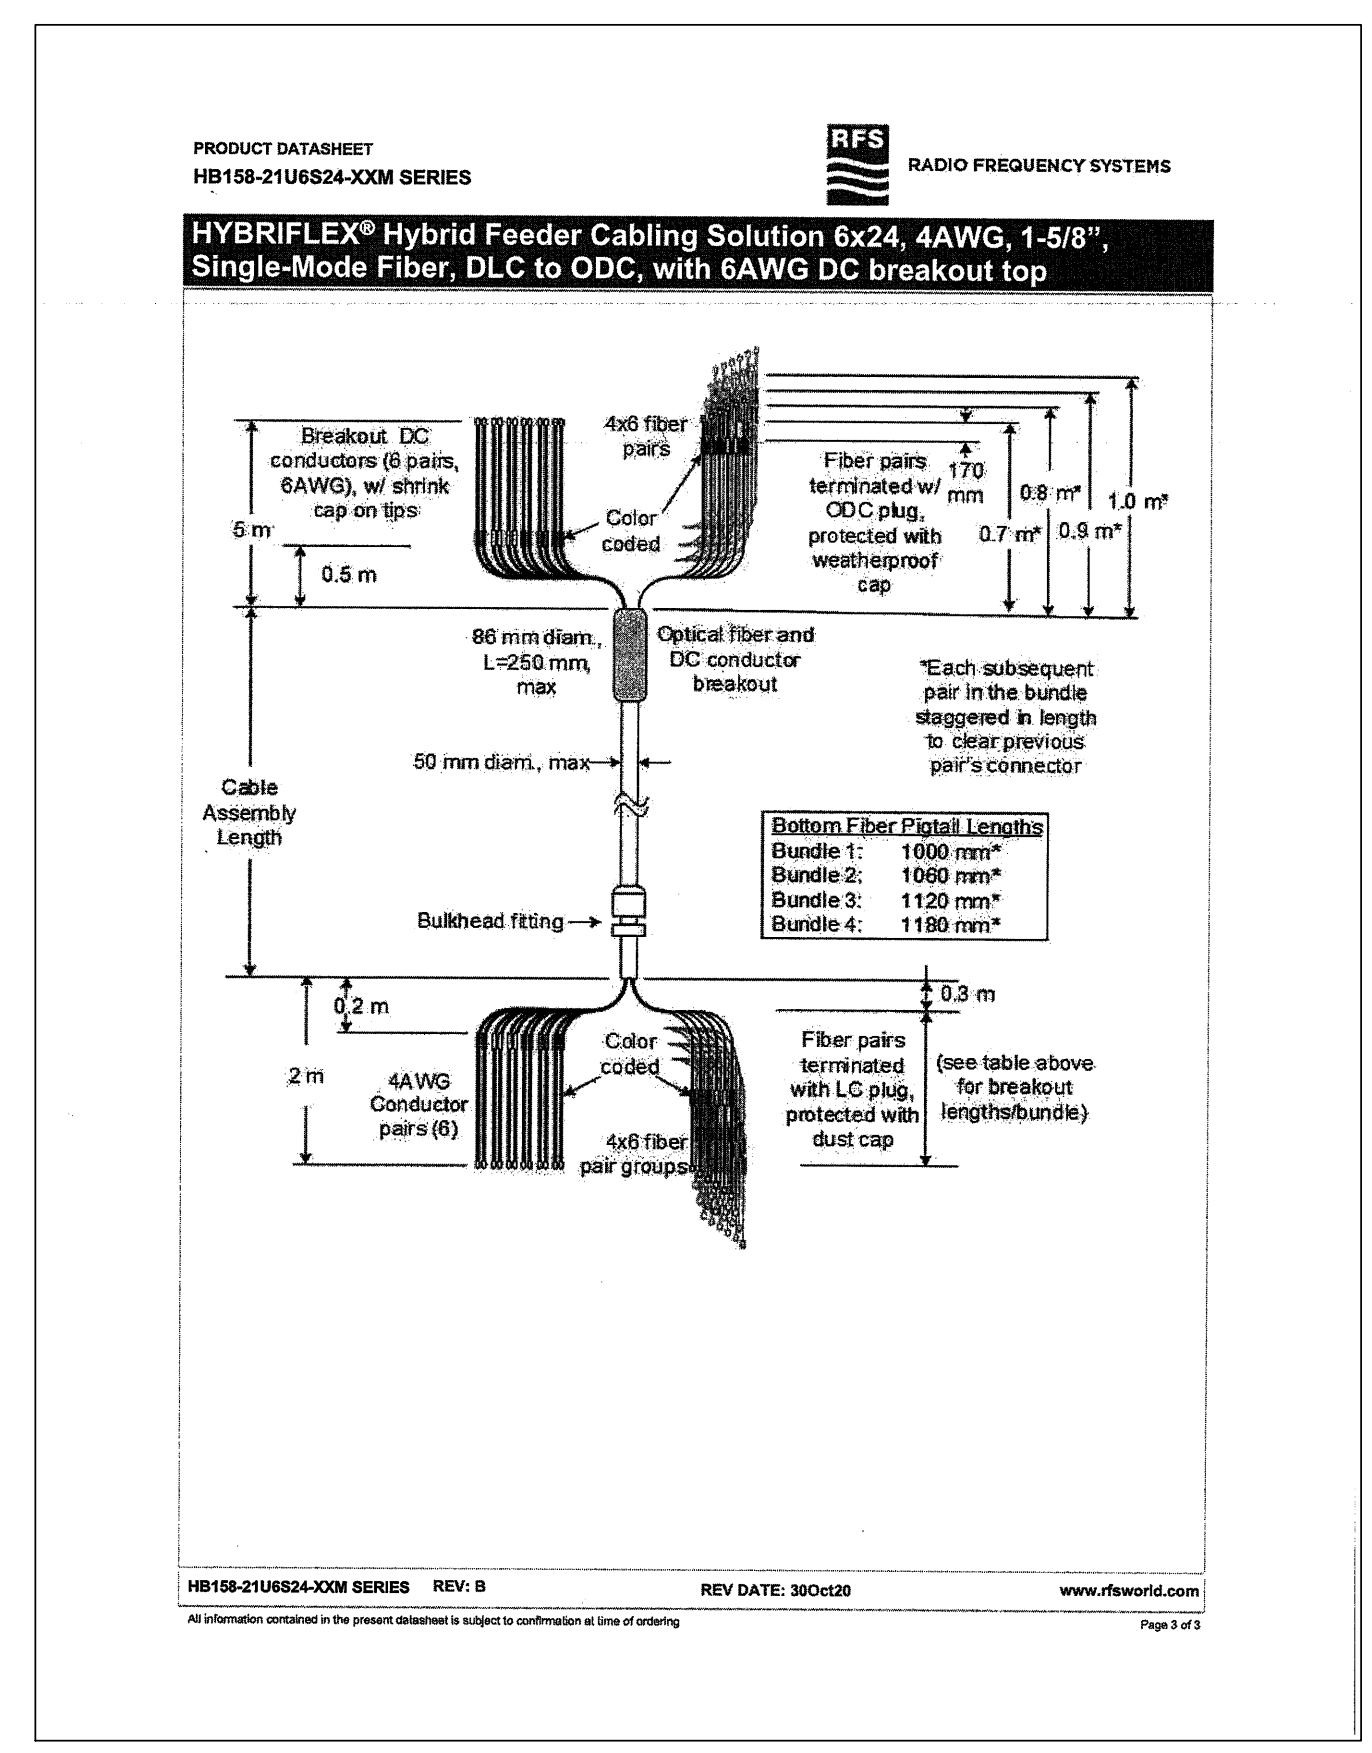 PRODUCT DATASHEET
HB158-21U6S24-XXM SERIES
RFS
RADIO FREQUENCY SYSTEMS
HYBRIFLEX® Hybrid Feeder Cabling Solution 6x24, 4AWG, 1-5/8”,
Single-Mode Fiber, DLC to ODC, with 6AWG DC breakout top
Breakout DC
conductors (6 pairs,
6AWG), w/ shrink
cap on tips
5 m
0.5 m
4x6 fiber
pairs
Color
coded
Fiber pairs
terminated w/
ODC plug,
protected with
weatherproof
cap
170
mm
0.7 m*
0.8 m*
0.9 m*
1.0 m*
86 mm diam.,
L=250 mm,
max
Optical fiber and
DC conductor
breakout
*Each subsequent
pair in the bundle
staggered in length
to clear previous
pair's connector
50 mm diam., max
Cable
Assembly
Length
Bottom Fiber Pigtail Lengths
Bundle 1: 1000 mm*
Bundle 2: 1060 mm*
Bundle 3: 1120 mm*
Bundle 4: 1180 mm*
Bulkhead fitting
0.2 m
0.3 m
2 m
4AWG
Conductor
pairs (6)
Color
coded
4x6 fiber
pair groups
Fiber pairs
terminated
with LC plug,
protected with
dust cap
(see table above
for breakout
lengths/bundle)
HB158-21U6S24-XXM SERIES REV: B
REV DATE: 30Oct20
www.rfsworld.com
All information contained in the present datasheet is subject to confirmation at time of ordering
Page 3 of 3